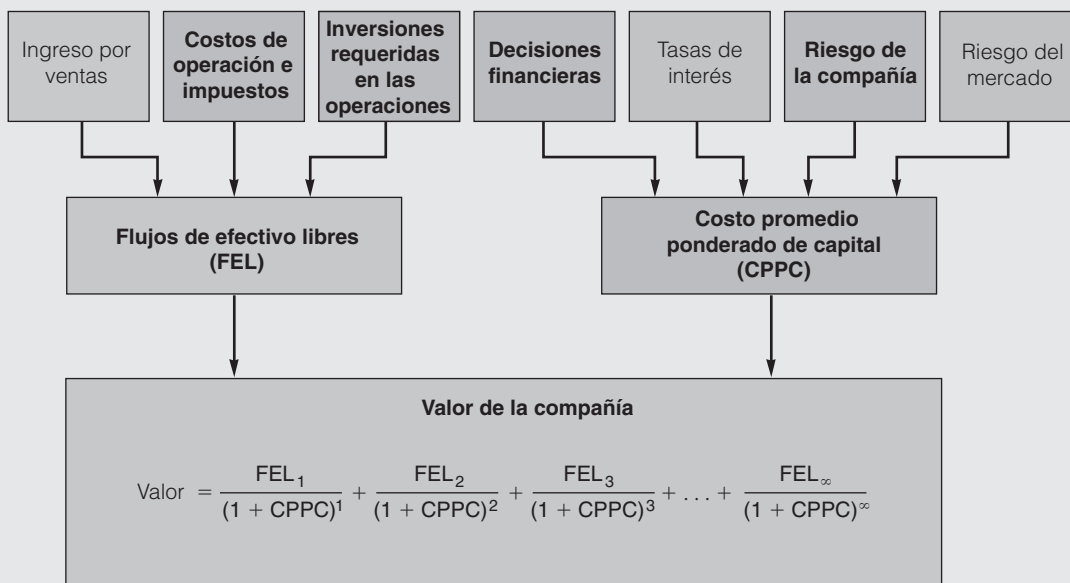 Ingreso por
ventas
Costos de
operación e
impuestos
Inversiones
requeridas
en las
operaciones
Decisiones
financieras
Tasas de
interés
Riesgo de
la compañía
Riesgo del
mercado
Flujos de efectivo libres
(FEL)
Costo promedio
ponderado de capital
(CPPC)
Valor de la compañía
Valor = FEL₁/(1 + CPPC)¹ + FEL₂/(1 + CPPC)² + FEL₃/(1 + CPPC)³ + . . . + FEL∞/(1 + CPPC)^∞